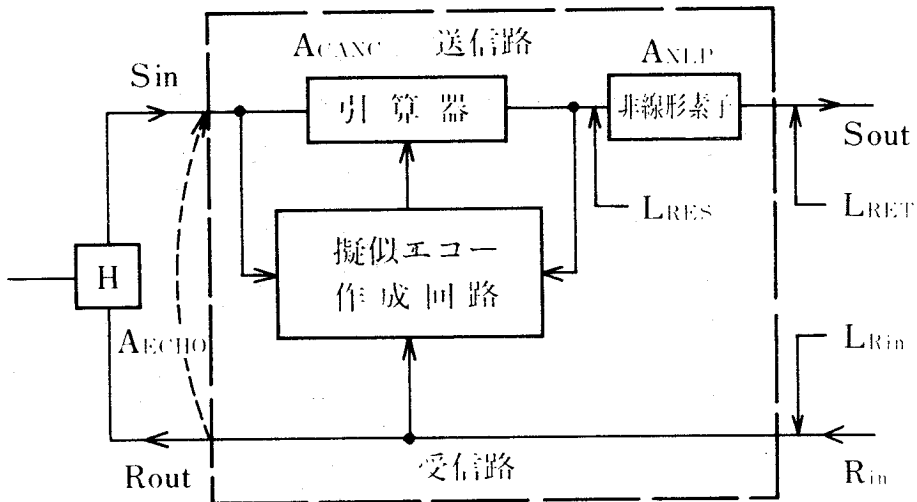 ACANC 送信路 ANLP
Sin
引算器
非線形素子
Sout
LRES
LRET
擬似エコー
作成回路
H
AECHO
LRin
Rout
受信路
Rin